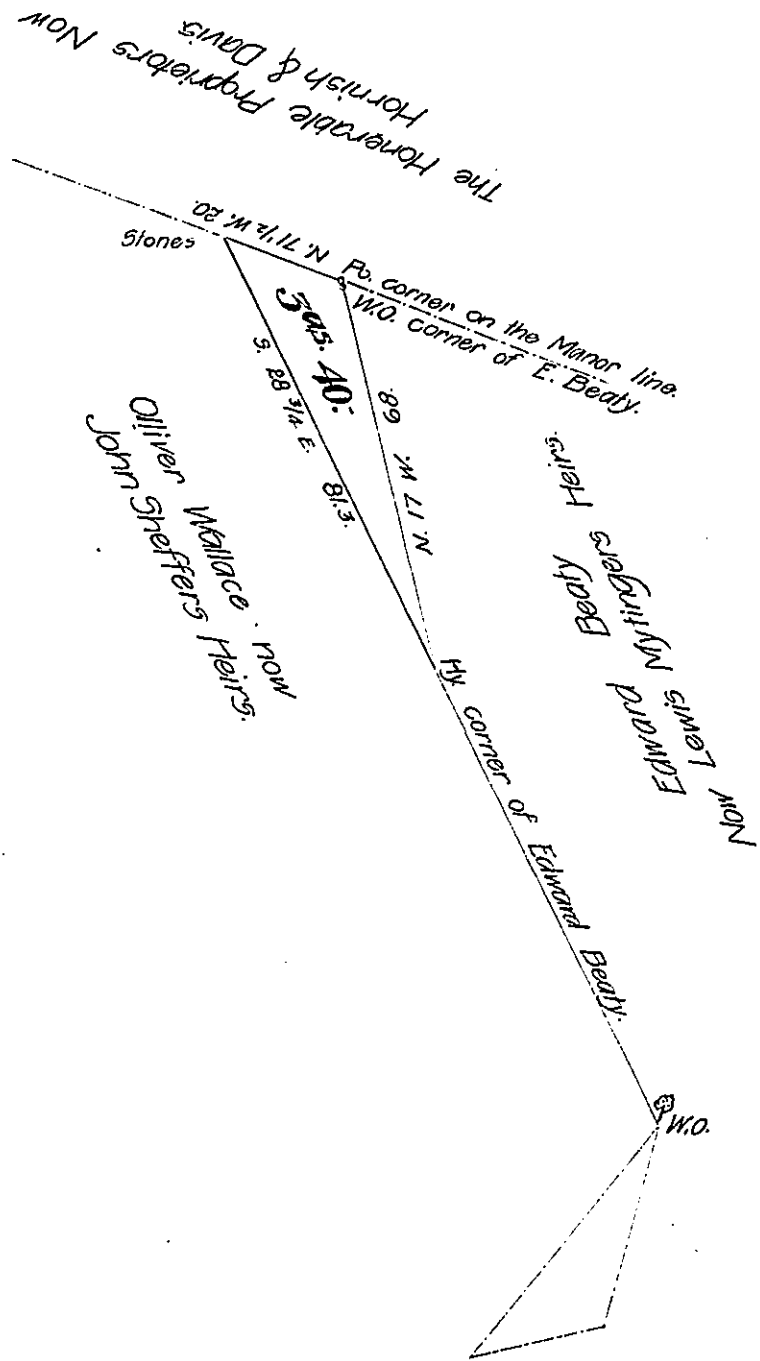 The Honerable Proprietors Now
Hornish & Davis
Stones
N. 71 1/2 W. 20.
Po. corner on the Manor line.
W.O. corner of E. Beaty.
3 as. 40.
S. 28 3/4 E. 81.3.
N. 17 W. 68.
Olliver Wallace now
John Sheffers Heirs.
Edward Beaty Heirs.
Now Lewis Mytingers
Hy. corner of Edward Beaty.
W.O.